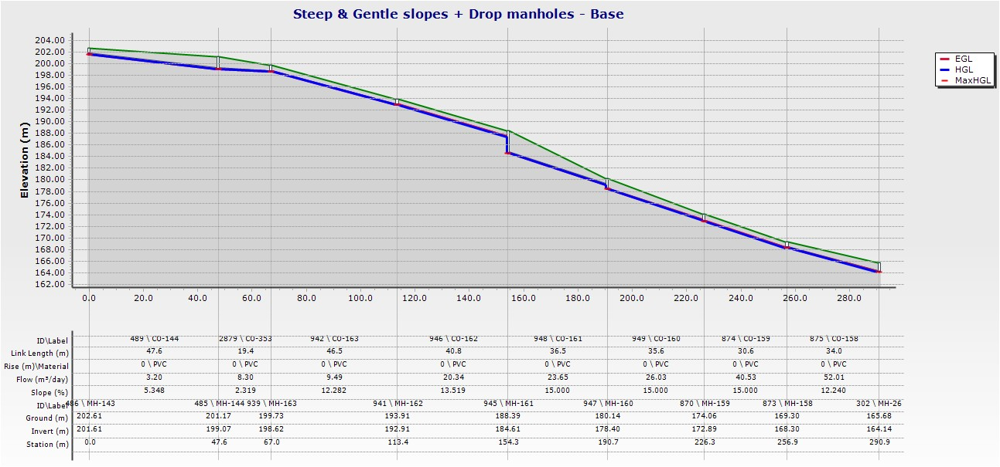 Steep & Gentle slopes + Drop manholes - Base
204.00
202.00
200.00
198.00
196.00
194.00
192.00
190.00
188.00
186.00
184.00
182.00
180.00
178.00
176.00
174.00
172.00
170.00
168.00
166.00
164.00
162.00
Elevation (m)
EGL
HGL
MaxHGL
0.0 20.0 40.0 60.0 80.0 100.0 120.0 140.0 160.0 180.0 200.0 220.0 240.0 260.0 280.0
ID\Label 489 \ CO-144 2879 \ CO-353 942 \ CO-163 946 \ CO-162 948 \ CO-161 949 \ CO-160 874 \ CO-159 875 \ CO-158
Link Length (m) 47.6 19.4 46.5 40.8 36.5 35.6 30.6 34.0
Rise (m)\Material 0 \ PVC 0 \ PVC 0 \ PVC 0 \ PVC 0 \ PVC 0 \ PVC 0 \ PVC 0 \ PVC
Flow (m³/day) 3.20 8.30 9.49 20.34 23.65 26.03 40.53 52.01
Slope (%) 5.348 2.319 12.282 13.519 15.000 15.000 15.000 12.240
ID\Label 486 \ MH-143 485 \ MH-144 939 \ MH-163 941 \ MH-162 945 \ MH-161 947 \ MH-160 870 \ MH-159 873 \ MH-158 302 \ MH-26
Ground (m) 202.61 201.17 199.73 193.91 188.39 180.14 174.06 169.30 165.68
Invert (m) 201.61 199.07 198.62 192.91 184.61 178.40 172.89 168.30 164.14
Station (m) 0.0 47.6 67.0 113.4 154.3 190.7 226.3 256.9 290.9